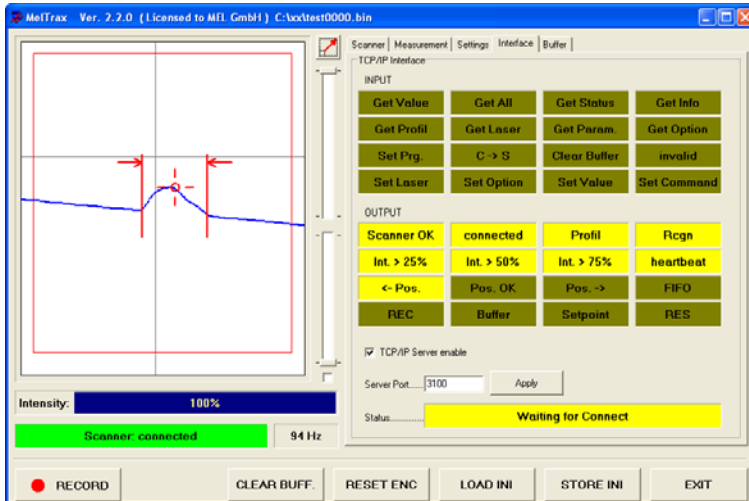 MelTrax Ver. 2.2.0 ( Licensed to MEL GmbH ) C:\xx\test0000.bin
Scanner Measurement Settings Interface Buffer
TCP/IP Interface
INPUT
Get Value Get All Get Status Get Info
Get Profil Get Laser Get Param. Get Option
Set Prg. C -> S Clear Buffer invalid
Set Laser Set Option Set Value Set Command
OUTPUT
Scanner OK connected Profil Rcgn
Int. > 25% Int. > 50% Int. > 75% heartbeat
<- Pos. Pos. OK Pos. -> FIFO
REC Buffer Setpoint RES
TCP/IP Server enable
Server Port...... 3100 Apply
Status............. Waiting for Connect
Intensity: 100%
Scanner: connected 94 Hz
RECORD CLEAR BUFF. RESET ENC LOAD INI STORE INI EXIT